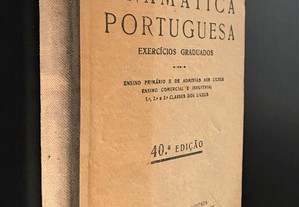 GRAMÁTICA
PORTUGUESA
EXERCÍCIOS GRADUADOS
ENSINO PRIMÁRIO E DE ADMISSÃO AOS LICEUS
ENSINO COMERCIAL E INDUSTRIAL
1.ª, 2.ª e 3.ª CLASSES DOS LICEUS
40.ª EDIÇÃO